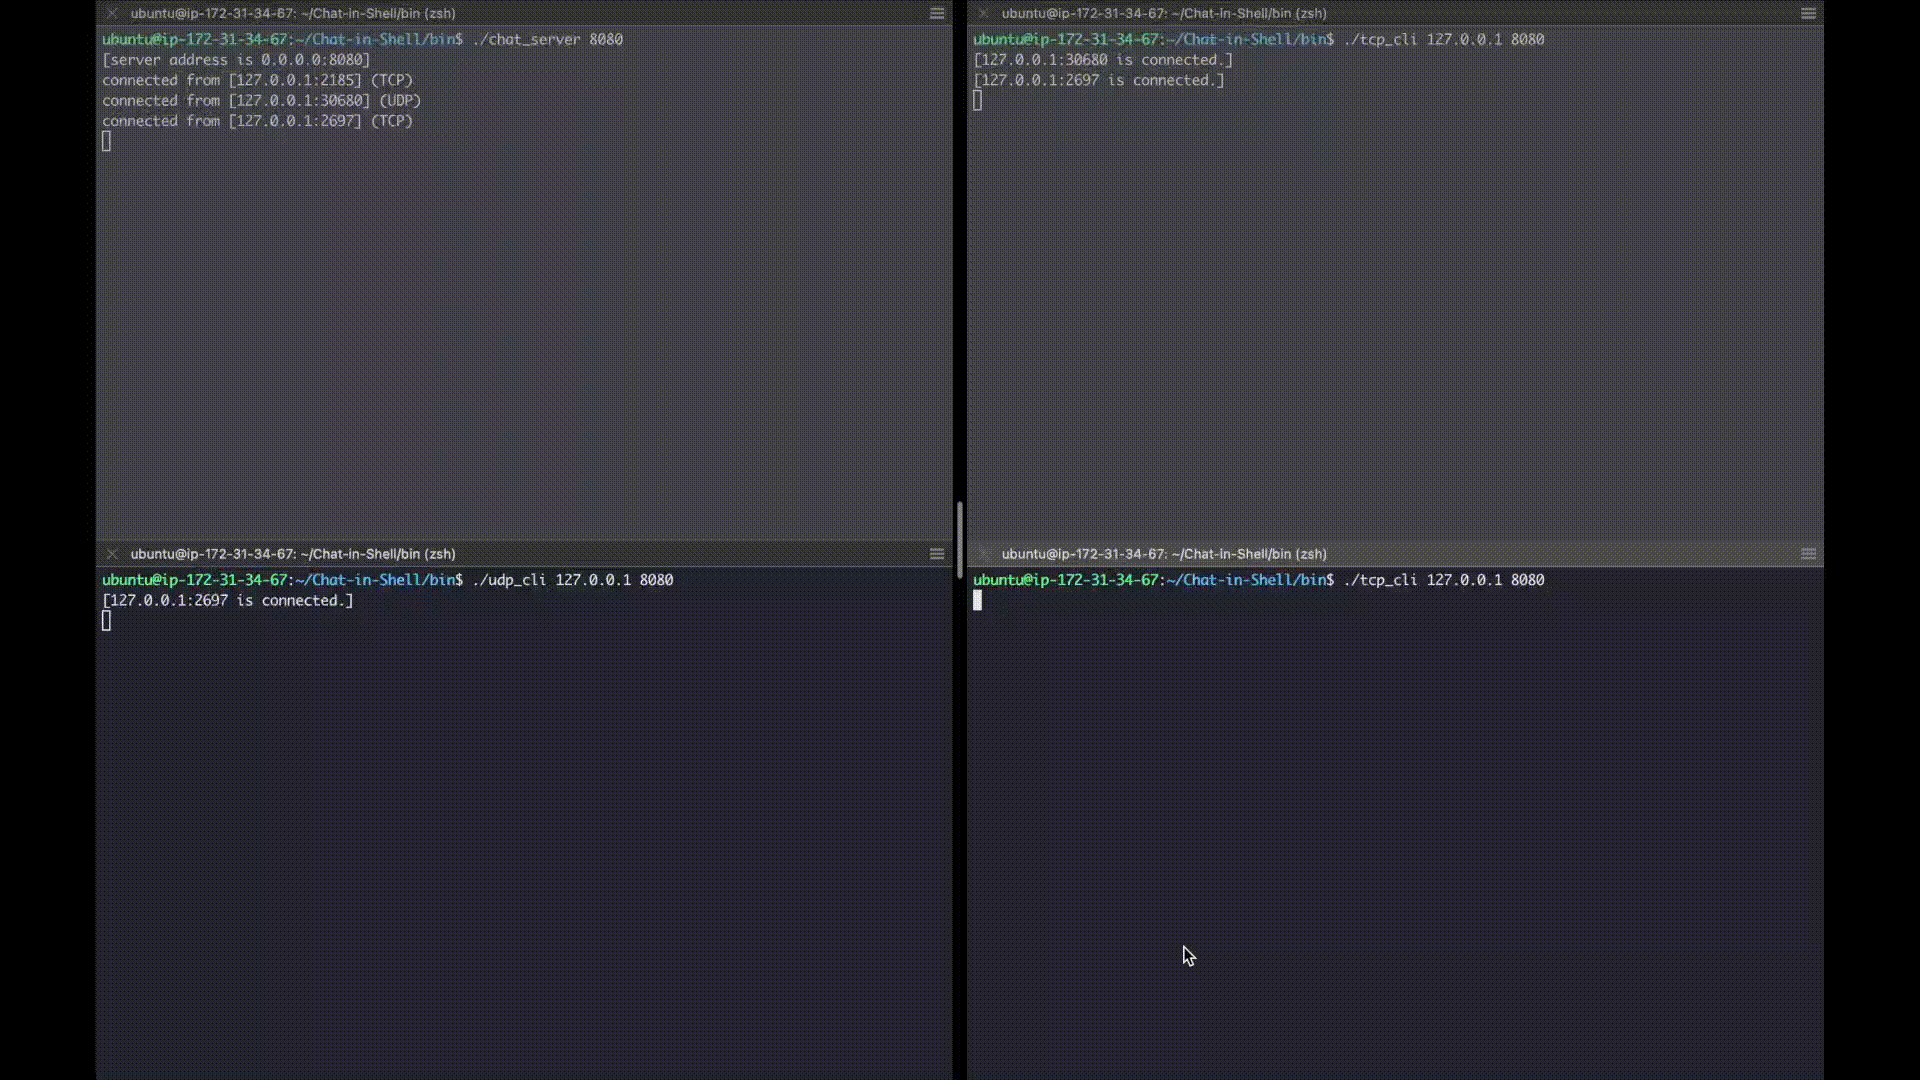 ubuntu@ip-172-31-34-67: ~/Chat-in-Shell/bin (zsh)
ubuntu@ip-172-31-34-67:~/Chat-in-Shell/bin$ ./chat_server 8080
[server address is 0.0.0.0:8080]
connected from [127.0.0.1:2185] (TCP)
connected from [127.0.0.1:30680] (UDP)
connected from [127.0.0.1:2697] (TCP)
ubuntu@ip-172-31-34-67: ~/Chat-in-Shell/bin (zsh)
ubuntu@ip-172-31-34-67:~/Chat-in-Shell/bin$ ./tcp_cli 127.0.0.1 8080
[127.0.0.1:30680 is connected.]
[127.0.0.1:2697 is connected.]
ubuntu@ip-172-31-34-67: ~/Chat-in-Shell/bin (zsh)
ubuntu@ip-172-31-34-67:~/Chat-in-Shell/bin$ ./udp_cli 127.0.0.1 8080
[127.0.0.1:2697 is connected.]
ubuntu@ip-172-31-34-67: ~/Chat-in-Shell/bin (zsh)
ubuntu@ip-172-31-34-67:~/Chat-in-Shell/bin$ ./tcp_cli 127.0.0.1 8080